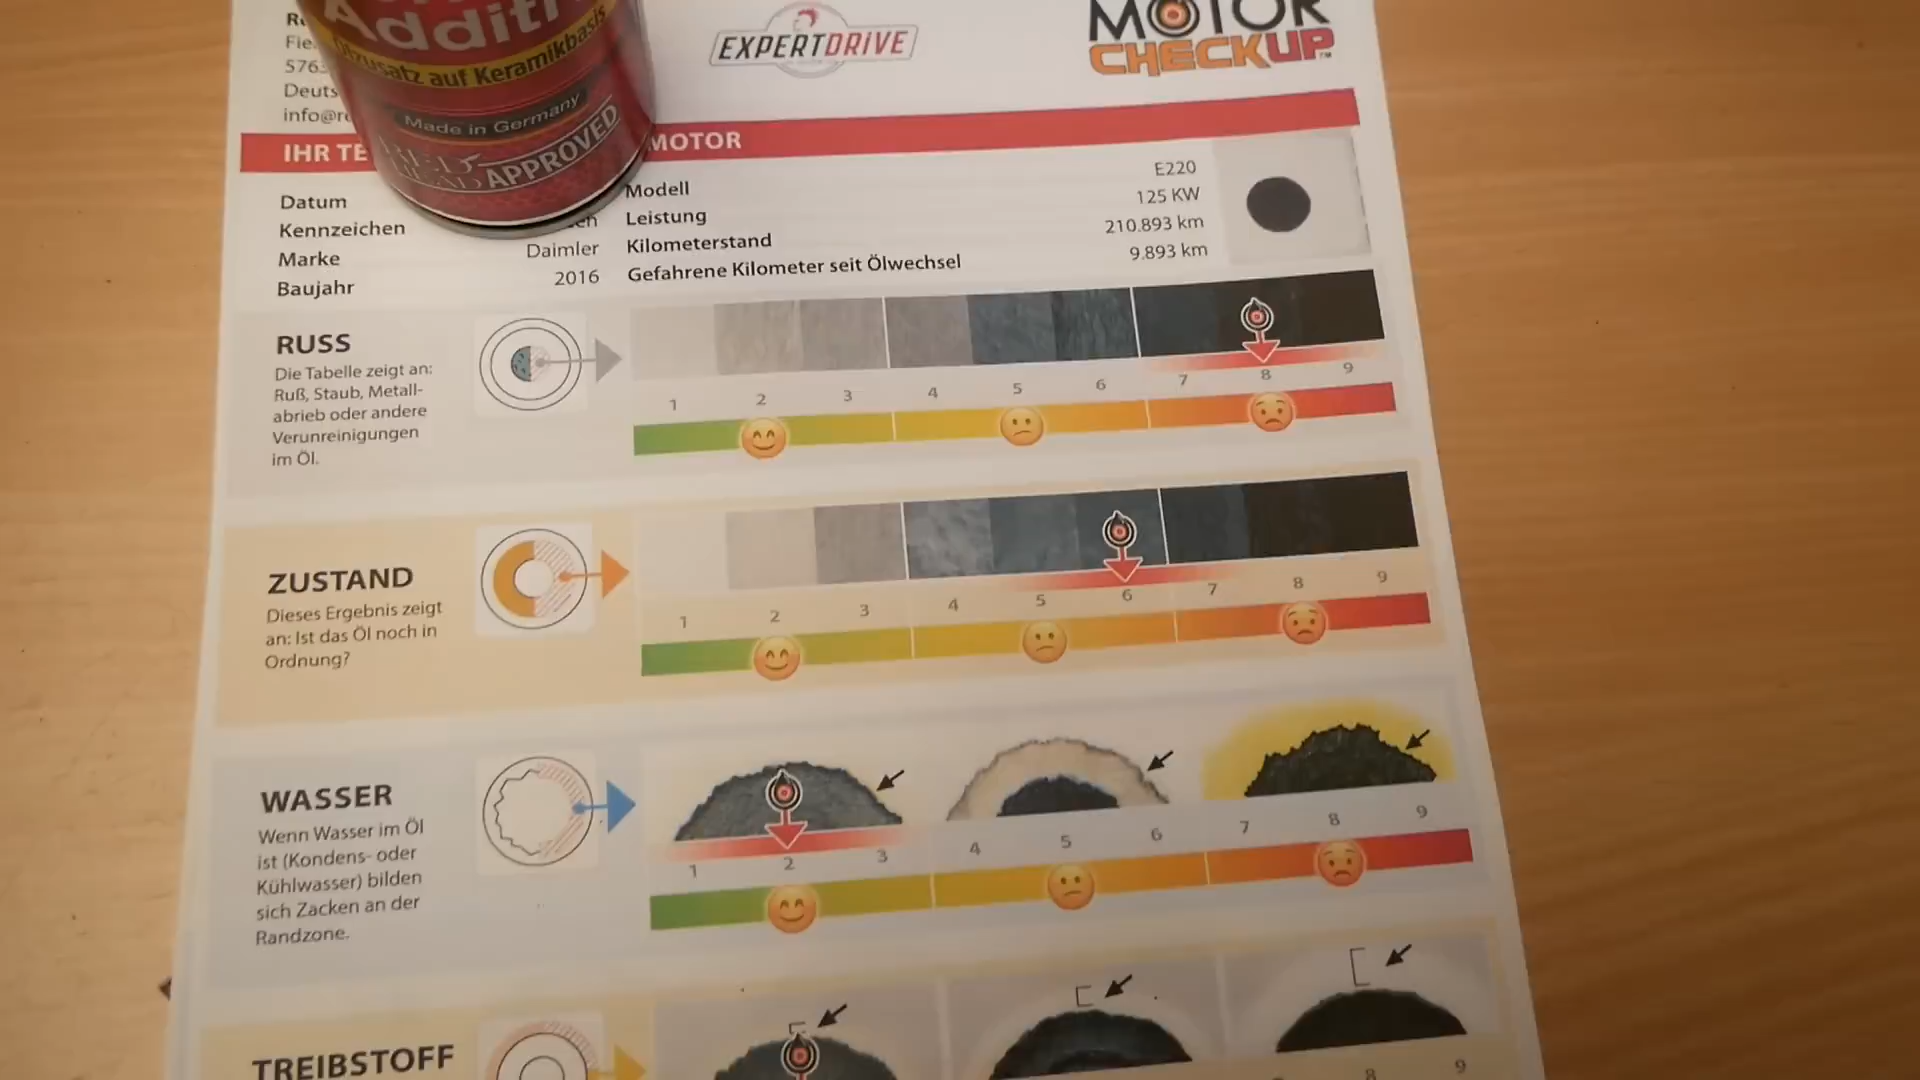 Additi
Ölzusatz auf Keramikbasis
Made in Germany
APPROVED
EXPERTDRIVE
MOTOR
CHECKUP
Fie
576
Deuts
info@r
IHR TE
MOTOR
Datum
Kennzeichen
Marke Daimler
Baujahr 2016
Modell E220
Leistung 125 KW
Kilometerstand 210.893 km
Gefahrene Kilometer seit Ölwechsel 9.893 km
RUSS
Die Tabelle zeigt an:
Ruß, Staub, Metall-
abrieb oder andere
Verunreinigungen
im Öl.
1 2 3 4 5 6 7 8 9
ZUSTAND
Dieses Ergebnis zeigt
an: Ist das Öl noch in
Ordnung?
1 2 3 4 5 6 7 8 9
WASSER
Wenn Wasser im Öl
ist (Kondens- oder
Kühlwasser) bilden
sich Zacken an der
Randzone.
1 2 3 4 5 6 7 8 9
TREIBSTOFF
8 9